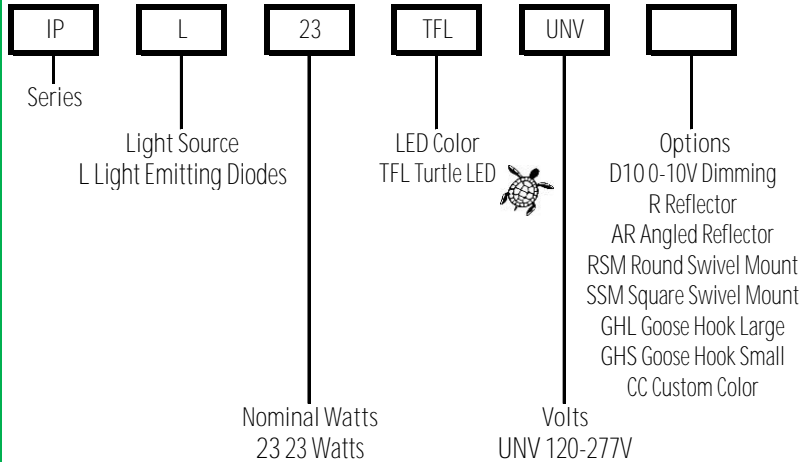 IP L 23 TFL UNV
Series
Light Source
L Light Emitting Diodes
LED Color
TFL Turtle LED
Options
D10 0-10V Dimming
R Reflector
AR Angled Reflector
RSM Round Swivel Mount
SSM Square Swivel Mount
GHL Goose Hook Large
GHS Goose Hook Small
CC Custom Color
Nominal Watts
23 23 Watts
Volts
UNV 120-277V